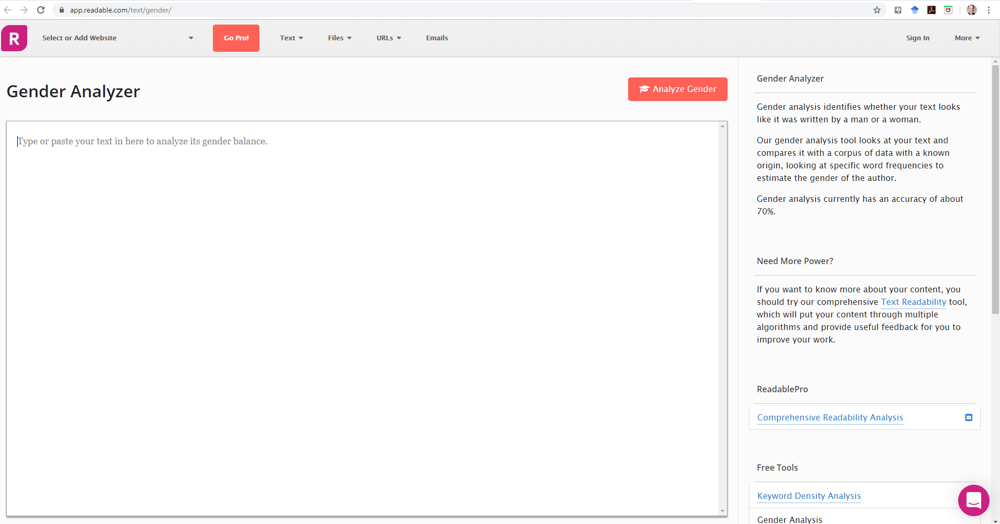 app.readable.com/text/gender/
R
Select or Add Website
Go Pro!
Text
Files
URLs
Emails
Sign In
More
Gender Analyzer
Analyze Gender
Type or paste your text in here to analyze its gender balance.
Gender Analyzer
Gender analysis identifies whether your text looks
like it was written by a man or a woman.
Our gender analysis tool looks at your text and
compares it with a corpus of data with a known
origin, looking at specific word frequencies to
estimate the gender of the author.
Gender analysis currently has an accuracy of about
70%.
Need More Power?
If you want to know more about your content, you
should try our comprehensive Text Readability tool,
which will put your content through multiple
algorithms and provide useful feedback for you to
improve your work.
ReadablePro
Comprehensive Readability Analysis
Free Tools
Keyword Density Analysis
Gender Analysis